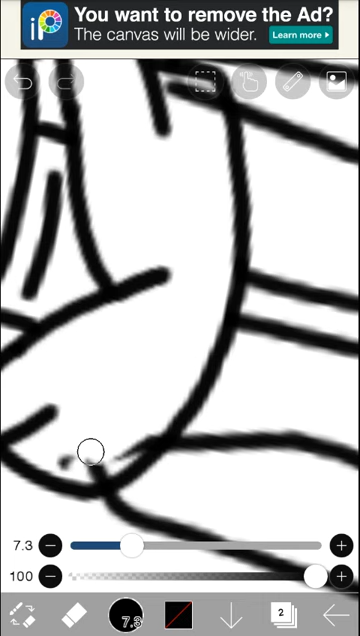 iP
You want to remove the Ad?
The canvas will be wider.
Learn more
7.3
100
7.3
2